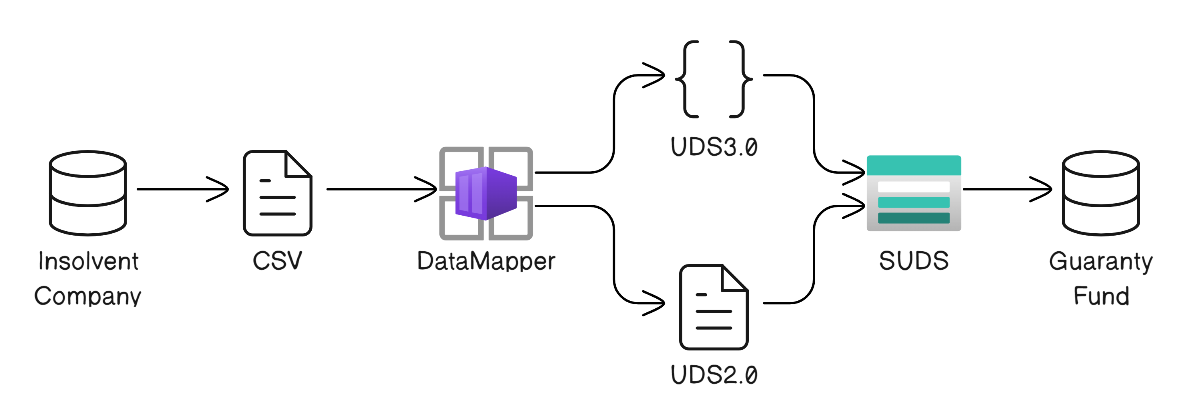 UDS3.0
Insolvent
Company
CSV
DataMapper
SUDS
Guaranty
Fund
UDS2.0